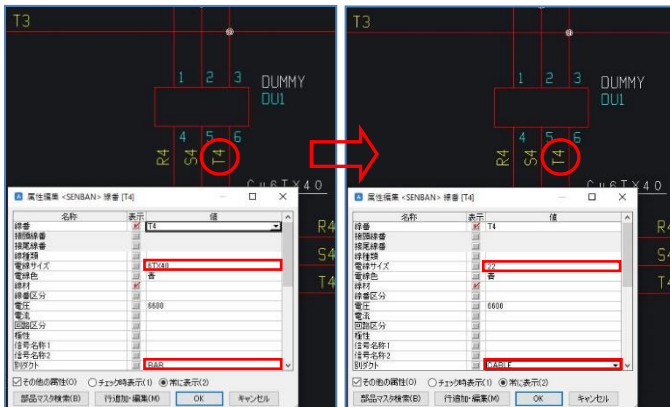 T3
1 2 3
DUMMY
DU1
4 5 6
R4
S4
T4
Cu6TX40
R4
S4
T4
属性編集 <SENBAN> 線番 [T4]
名称 表示 値
線番 T4
接頭線番
接尾線番
線種類
電線サイズ 6TX40
電線色 青
線材
線番区分
電圧 6600
電流
回路区分
極性
信号名称1
信号名称2
別ダクト BAR
その他の属性(O) チェック時表示(1) 常に表示(2)
部品マスタ検索(B) 行追加・編集(M) OK キャンセル
T3
1 2 3
DUMMY
DU1
4 5 6
R4
S4
T4
Cu6TX40
R4
S4
T4
属性編集 <SENBAN> 線番 [T4]
名称 表示 値
線番 T4
接頭線番
接尾線番
線種類
電線サイズ 22
電線色 青
線材
線番区分
電圧 6600
電流
回路区分
極性
信号名称1
信号名称2
別ダクト CABLE
その他の属性(O) チェック時表示(1) 常に表示(2)
部品マスタ検索(B) 行追加・編集(M) OK キャンセル